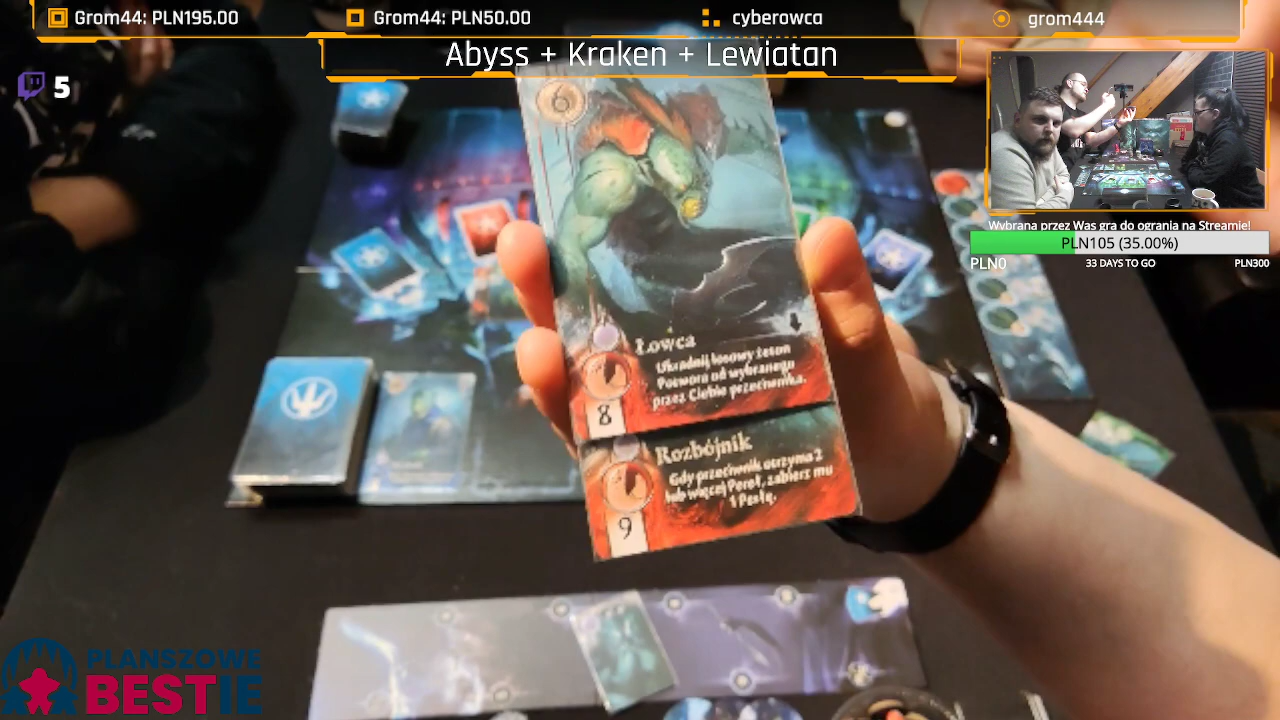 Grom44: PLN195.00
Grom44: PLN50.00
cyberowca
grom444
Abyss + Kraken + Lewiatan
5
Wybrana przez Was gra do ogrania na Streamie!
PLN105 (35.00%)
PLN0
33 DAYS TO GO
PLN300
6
Łowca
Ukradnij losowy żeton
Potwora od wybranego
przez Ciebie przeciwnika.
8
Rozbójnik
Gdy przeciwnik otrzyma 2
lub więcej Pereł, zabierz mu
1 Perłę.
9
PLANSZOWE
BESTIE